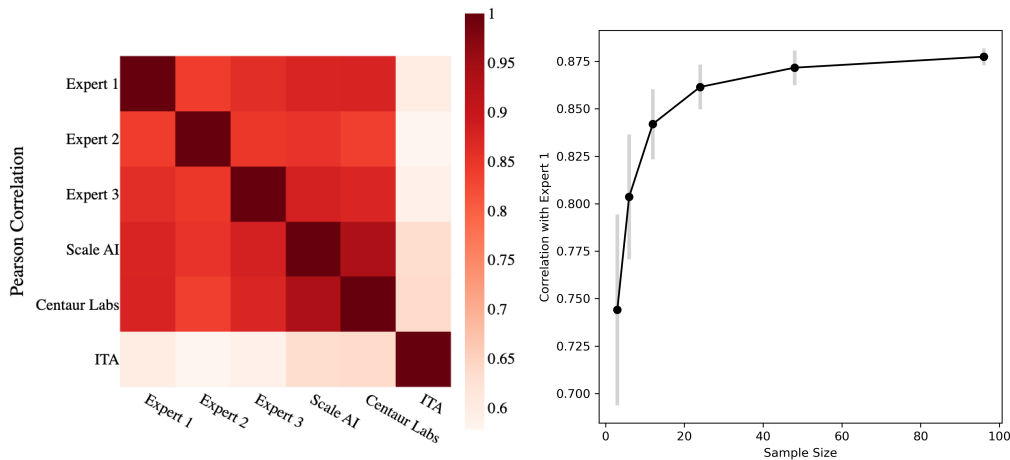 Pearson Correlation
Expert 1
Expert 2
Expert 3
Scale AI
Centaur Labs
ITA
Expert 1
Expert 2
Expert 3
Scale AI
Centaur Labs
ITA
1
0.95
0.9
0.85
0.8
0.75
0.7
0.65
0.6
Correlation with Expert 1
0.875
0.850
0.825
0.800
0.775
0.750
0.725
0.700
0
20
40
60
80
100
Sample Size